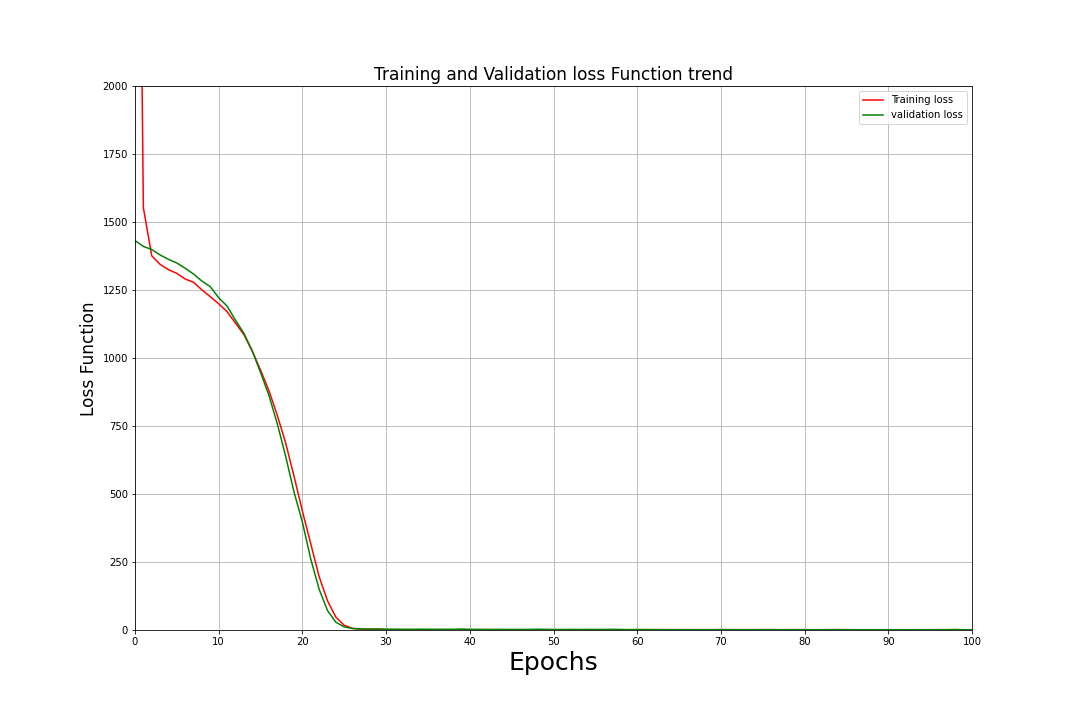 Training and Validation loss Function trend
Training loss
validation loss
2000
1750
1500
1250
1000
750
500
250
0
Loss Function
0 10 20 30 40 50 60 70 80 90 100
Epochs